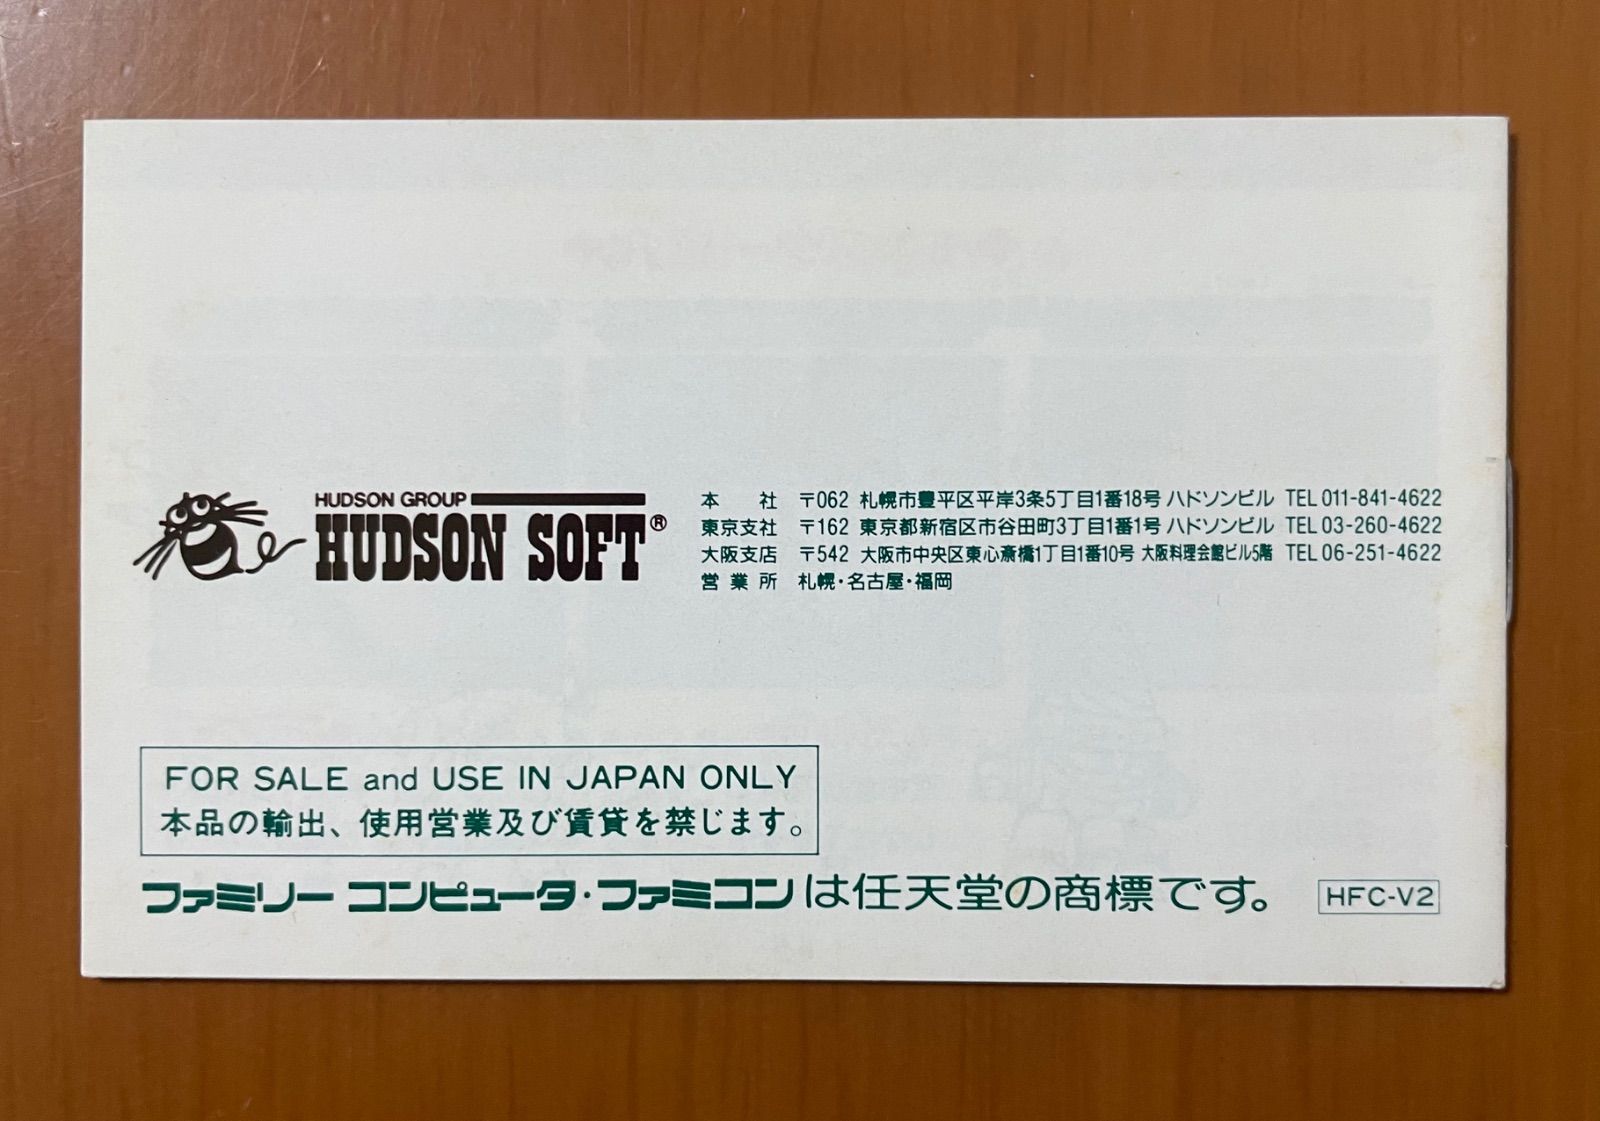 HUDSON GROUP
HUDSON SOFT®
本社 〒062 札幌市豊平区平岸3条5丁目1番18号 ハドソンビル TEL 011-841-4622
東京支社 〒162 東京都新宿区市谷田町3丁目1番1号 ハドソンビル TEL 03-260-4622
大阪支店 〒542 大阪市中央区東心斎橋1丁目1番10号 大阪料理会館ビル5階 TEL 06-251-4622
営業所 札幌・名古屋・福岡
FOR SALE and USE IN JAPAN ONLY
本品の輸出、使用営業及び賃貸を禁じます。
ファミリー コンピュータ・ファミコンは任天堂の商標です。 HFC-V2